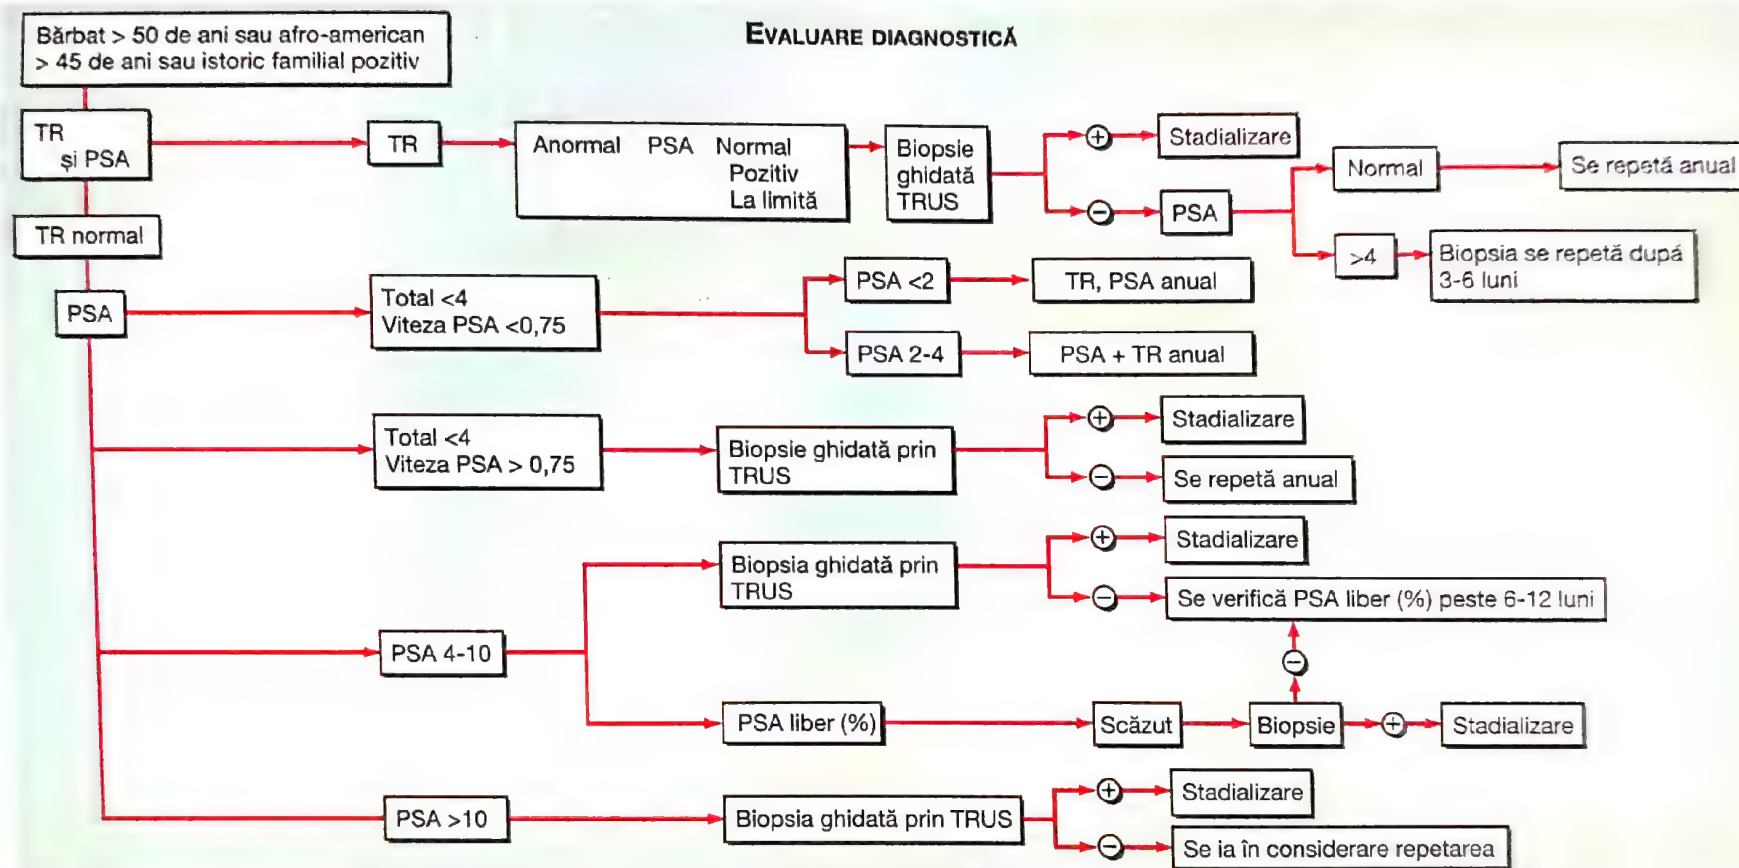 EVALUARE DIAGNOSTICĂ
Bărbat > 50 de ani sau afro-american
> 45 de ani sau istoric familial pozitiv
TR
și PSA
TR
Anormal PSA Normal
Pozitiv
La limită
Biopsie
ghidată
TRUS
+
Stadializare
−
PSA
Normal
Se repetă anual
>4
Biopsia se repetă după
3-6 luni
TR normal
PSA
Total <4
Viteza PSA <0,75
PSA <2
TR, PSA anual
PSA 2-4
PSA + TR anual
Total <4
Viteza PSA > 0,75
Biopsie ghidată prin
TRUS
+
Stadializare
−
Se repetă anual
PSA 4-10
Biopsia ghidată prin
TRUS
+
Stadializare
−
Se verifică PSA liber (%) peste 6-12 luni
−
PSA liber (%)
Scăzut
Biopsie
+
Stadializare
PSA >10
Biopsia ghidată prin TRUS
+
Stadializare
−
Se ia în considerare repetarea